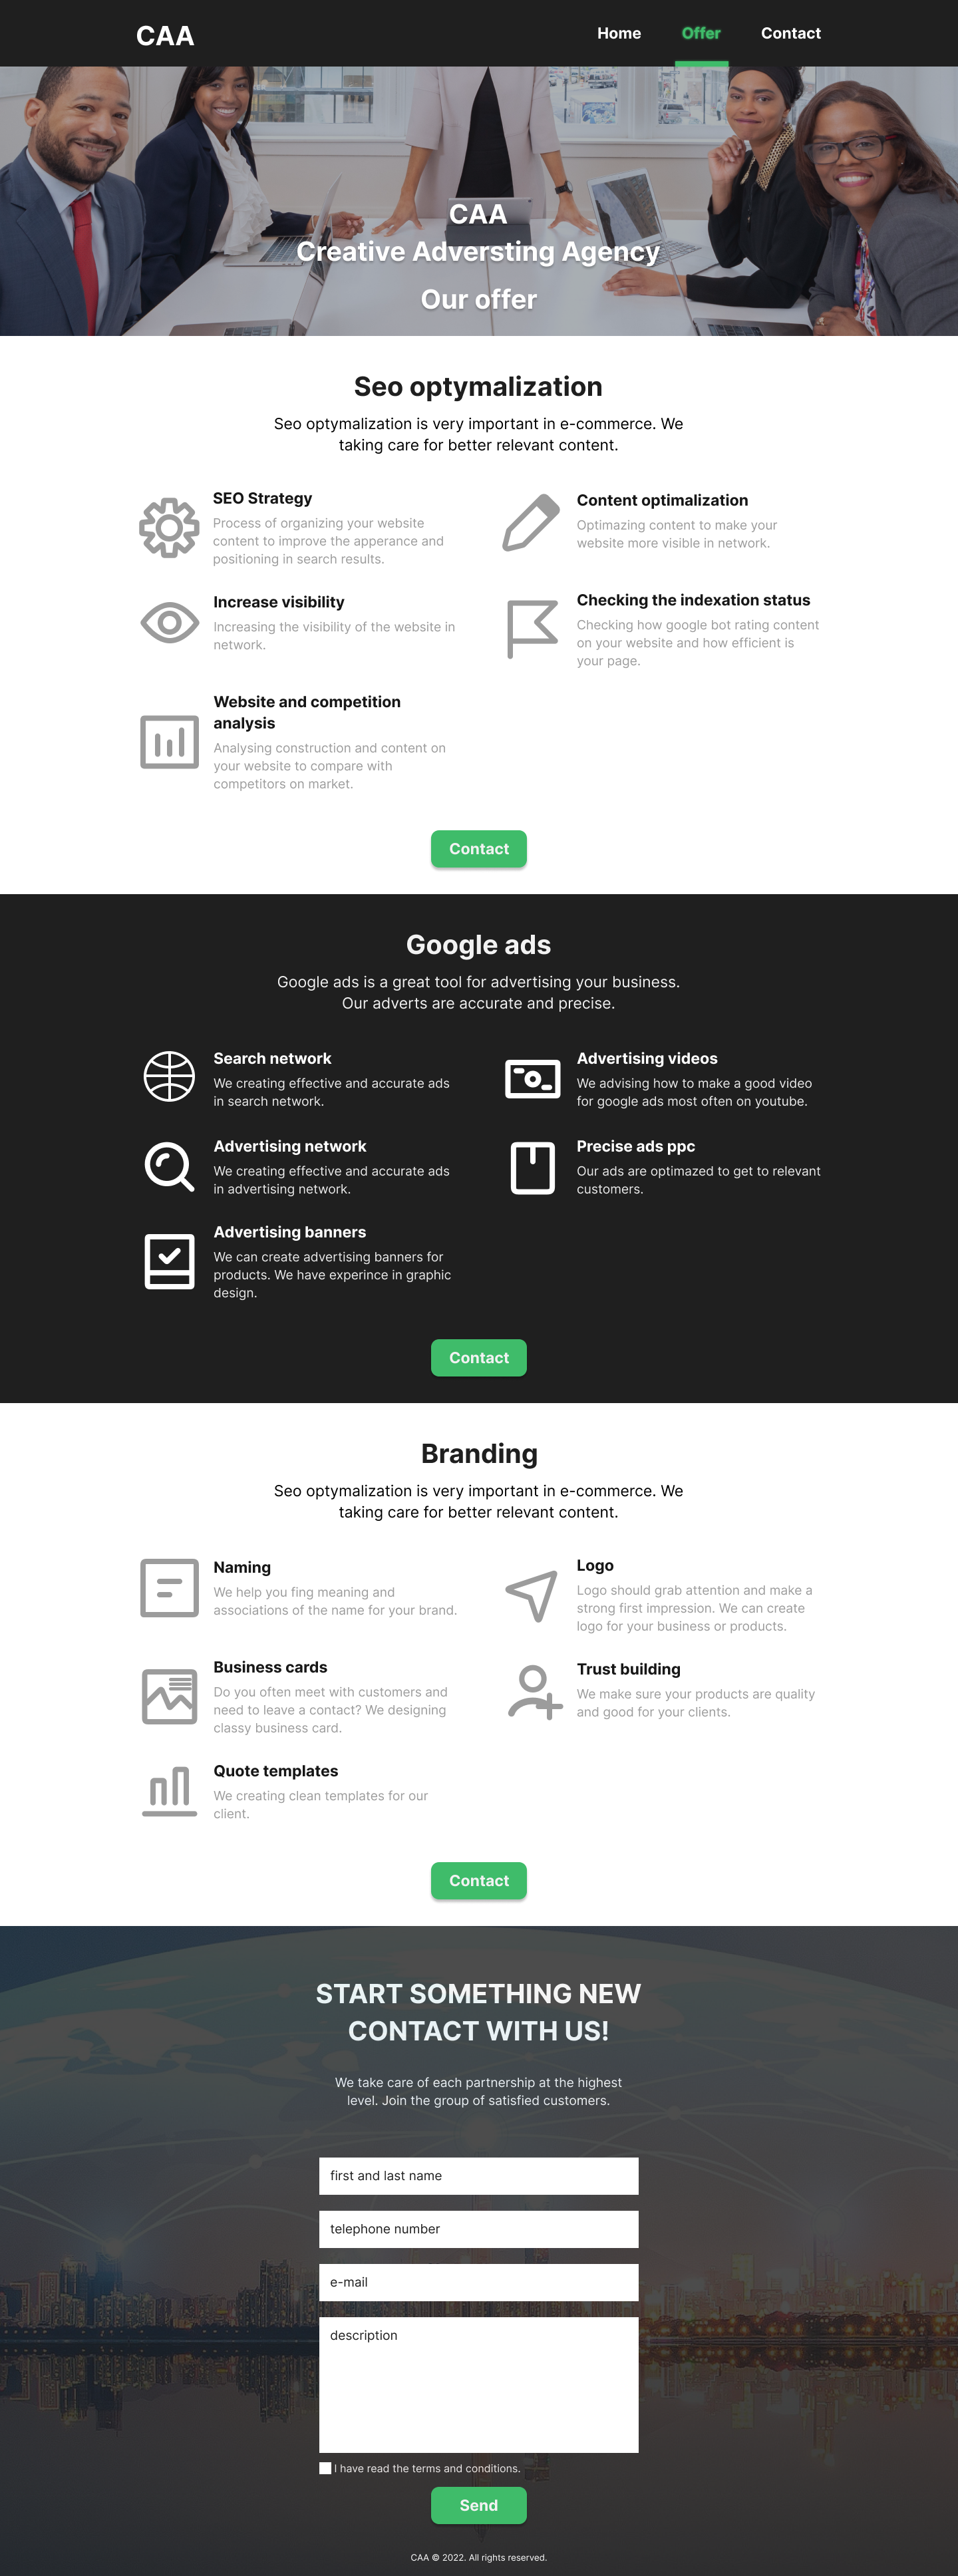 CAA
Home
Offer
Contact
CAA
Creative Adversting Agency
Our offer
Seo optymalization
Seo optymalization is very important in e-commerce. We
taking care for better relevant content.
SEO Strategy
Process of organizing your website
content to improve the apperance and
positioning in search results.
Content optimalization
Optimazing content to make your
website more visible in network.
Increase visibility
Increasing the visibility of the website in
network.
Checking the indexation status
Checking how google bot rating content
on your website and how efficient is
your page.
Website and competition
analysis
Analysing construction and content on
your website to compare with
competitors on market.
Contact
Google ads
Google ads is a great tool for advertising your business.
Our adverts are accurate and precise.
Search network
We creating effective and accurate ads
in search network.
Advertising videos
We advising how to make a good video
for google ads most often on youtube.
Advertising network
We creating effective and accurate ads
in advertising network.
Precise ads ppc
Our ads are optimazed to get to relevant
customers.
Advertising banners
We can create advertising banners for
products. We have experince in graphic
design.
Contact
Branding
Seo optymalization is very important in e-commerce. We
taking care for better relevant content.
Naming
We help you fing meaning and
associations of the name for your brand.
Logo
Logo should grab attention and make a
strong first impression. We can create
logo for your business or products.
Business cards
Do you often meet with customers and
need to leave a contact? We designing
classy business card.
Trust building
We make sure your products are quality
and good for your clients.
Quote templates
We creating clean templates for our
client.
Contact
START SOMETHING NEW
CONTACT WITH US!
We take care of each partnership at the highest
level. Join the group of satisfied customers.
first and last name
telephone number
e-mail
description
I have read the terms and conditions.
Send
CAA © 2022. All rights reserved.